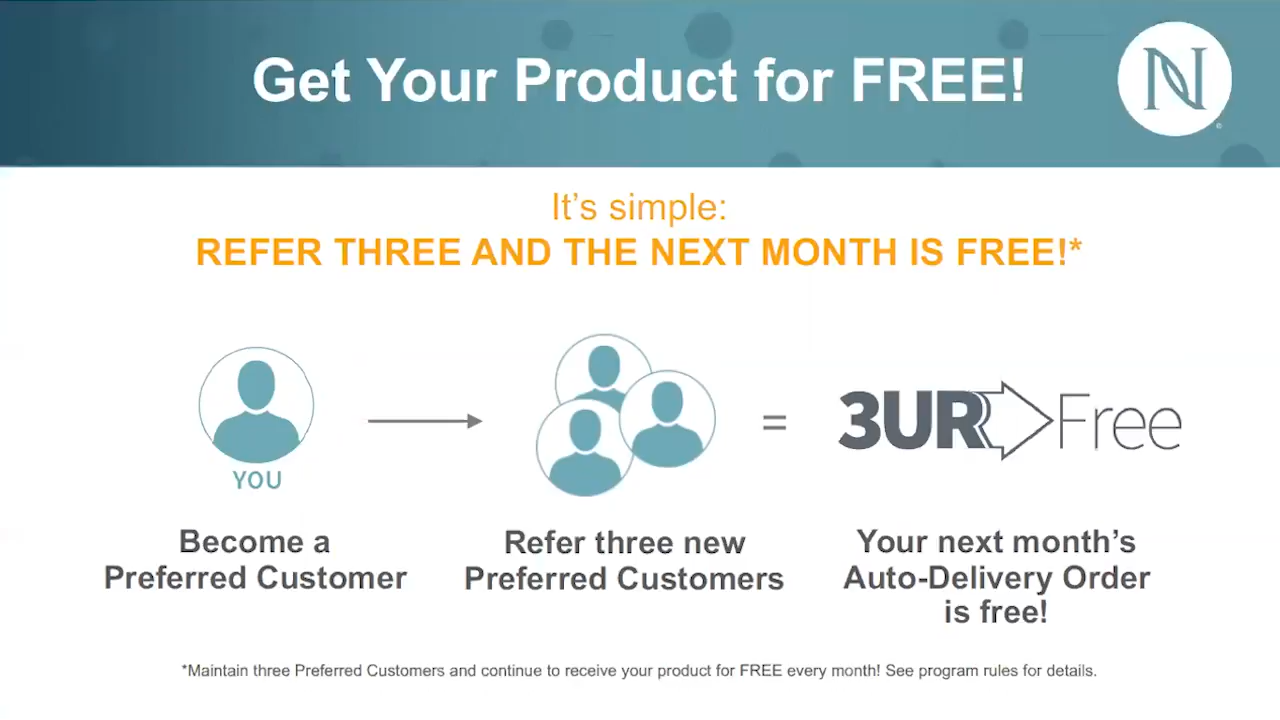 Get Your Product for FREE!
N
It's simple:
REFER THREE AND THE NEXT MONTH IS FREE!*
YOU
=
3UR Free
Become a
Preferred Customer
Refer three new
Preferred Customers
Your next month's
Auto-Delivery Order
is free!
*Maintain three Preferred Customers and continue to receive your product for FREE every month! See program rules for details.